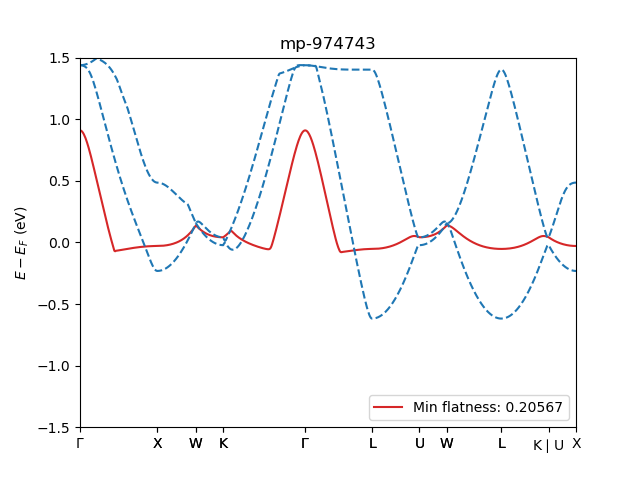 mp-974743
E − E_F (eV)
1.5
1.0
0.5
0.0
−0.5
−1.0
−1.5
Min flatness: 0.20567
Γ X W K Γ L U W L K | U X